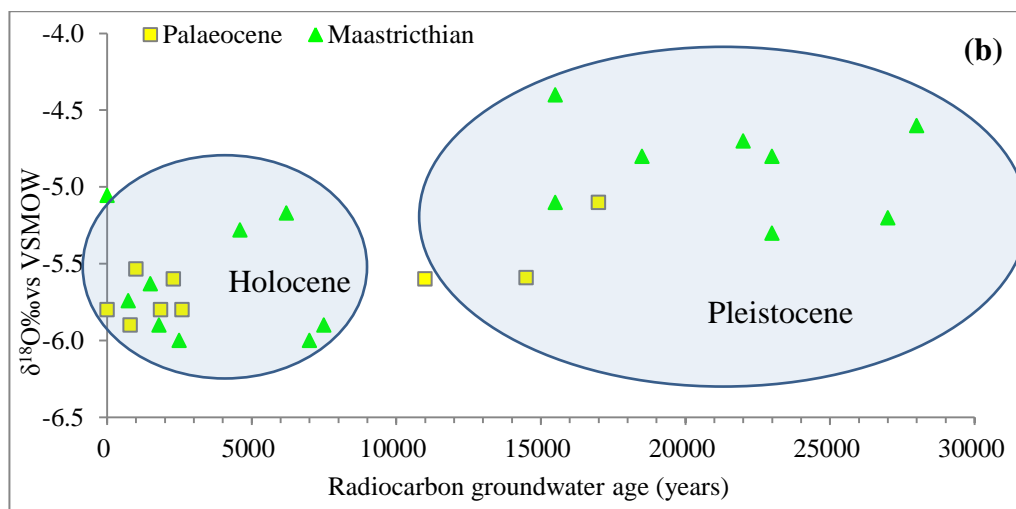 Palaeocene Maastricthian
(b)
-4.0
-4.5
-5.0
-5.5
-6.0
-6.5
δ¹⁸O‰vs VSMOW
Holocene
Pleistocene
0 5000 10000 15000 20000 25000 30000
Radiocarbon groundwater age (years)